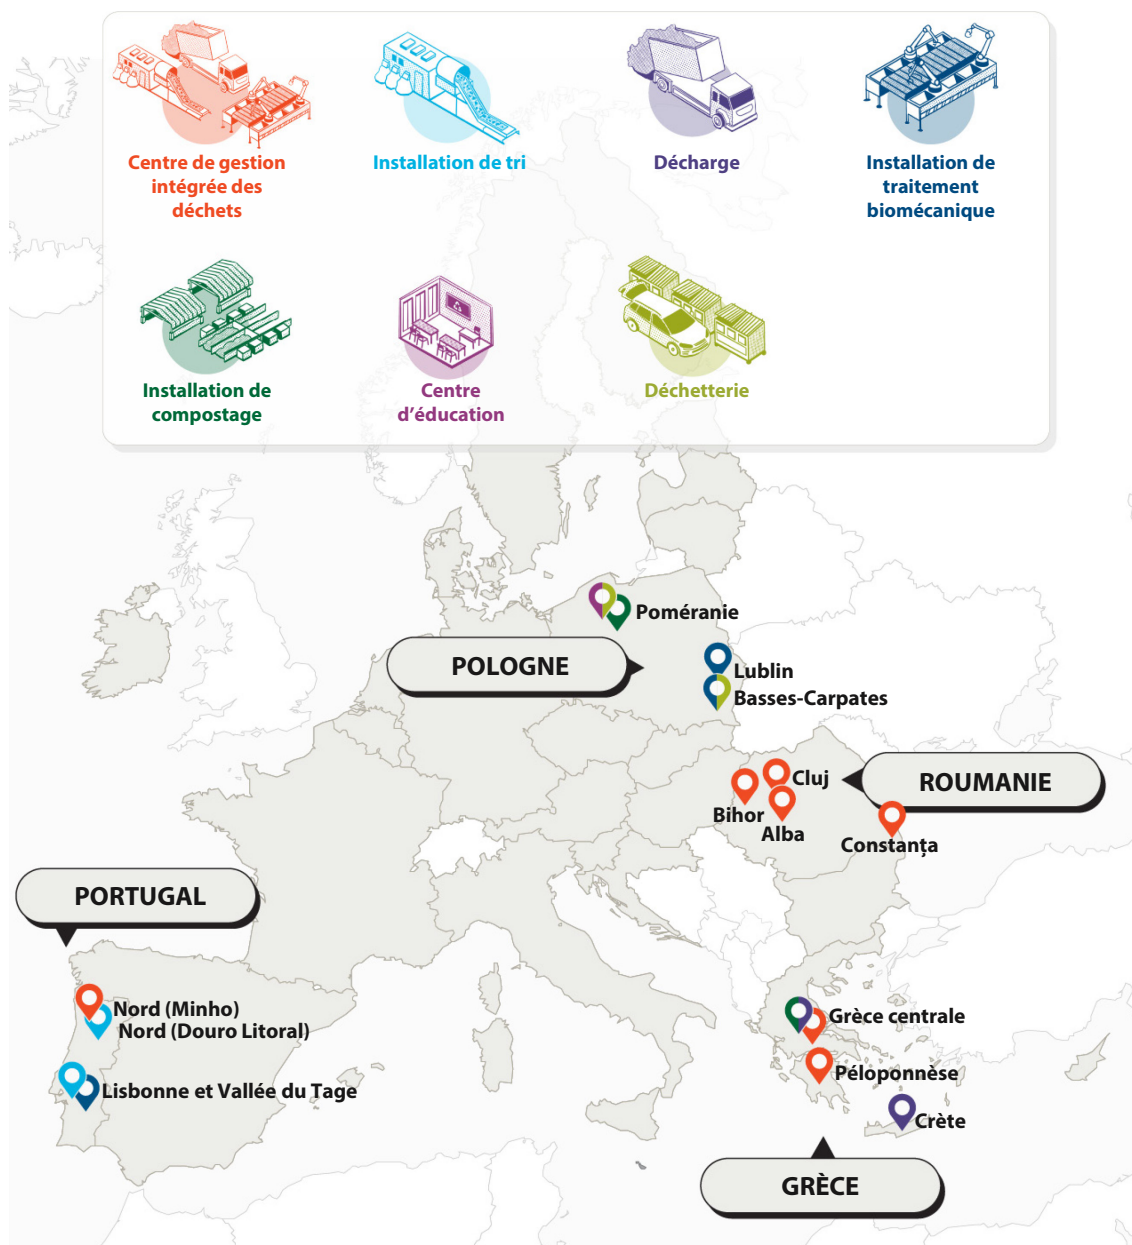 Centre de gestion
intégrée des
déchets
Installation de tri
Décharge
Installation de
traitement
biomécanique
Installation de
compostage
Centre
d'éducation
Déchetterie
Poméranie
POLOGNE
Lublin
Basses-Carpates
Cluj
ROUMANIE
Bihor
Alba
Constanța
PORTUGAL
Nord (Minho)
Nord (Douro Litoral)
Grèce centrale
Péloponnèse
Lisbonne et Vallée du Tage
Crète
GRÈCE